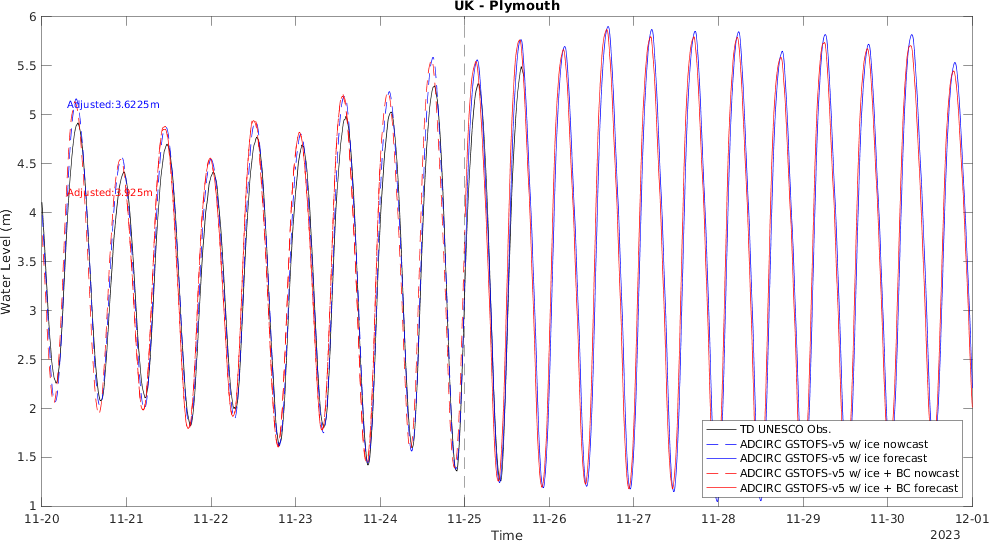 UK - Plymouth
6
5.5
5
4.5
4
3.5
3
2.5
2
1.5
1
Water Level (m)
Adjusted:3.6225m
Adjusted:3.925m
TD UNESCO Obs.
ADCIRC GSTOFS-v5 w/ ice nowcast
ADCIRC GSTOFS-v5 w/ ice forecast
ADCIRC GSTOFS-v5 w/ ice + BC nowcast
ADCIRC GSTOFS-v5 w/ ice + BC forecast
11-20 11-21 11-22 11-23 11-24 11-25 11-26 11-27 11-28 11-29 11-30 12-01
Time
2023